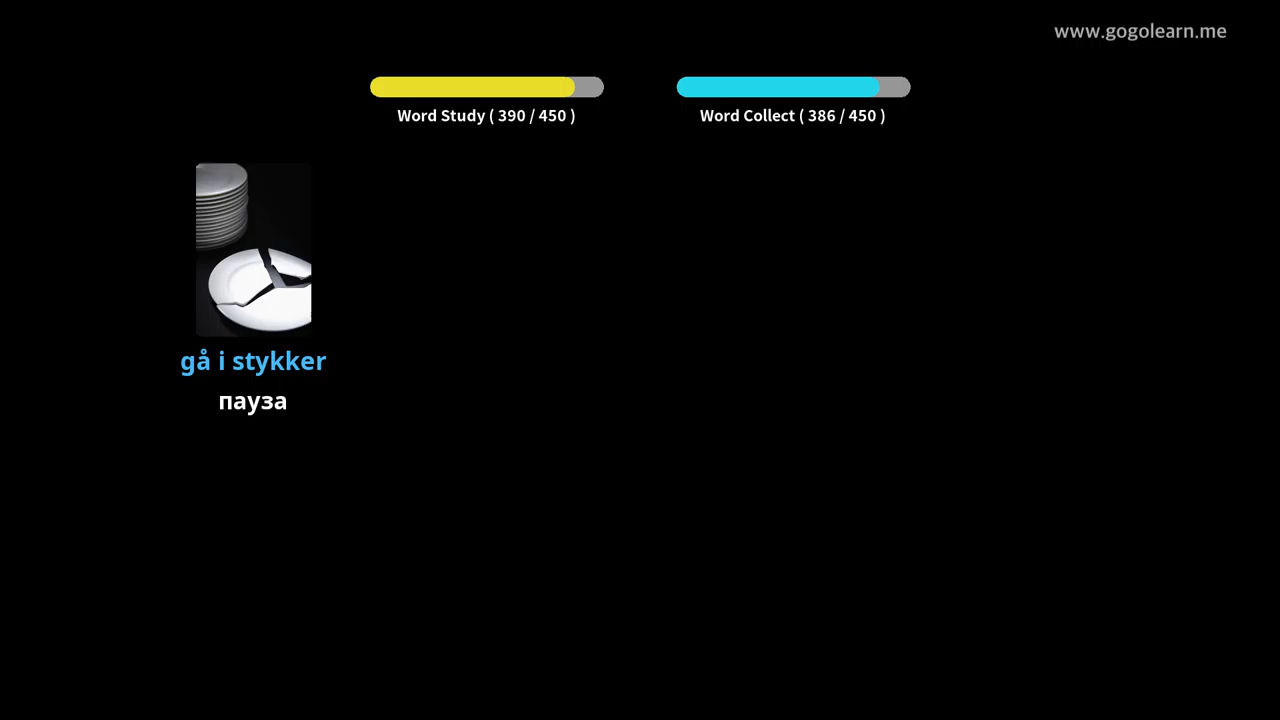 www.gogolearn.me
Word Study ( 390 / 450 )
Word Collect ( 386 / 450 )
gå i stykker
пауза